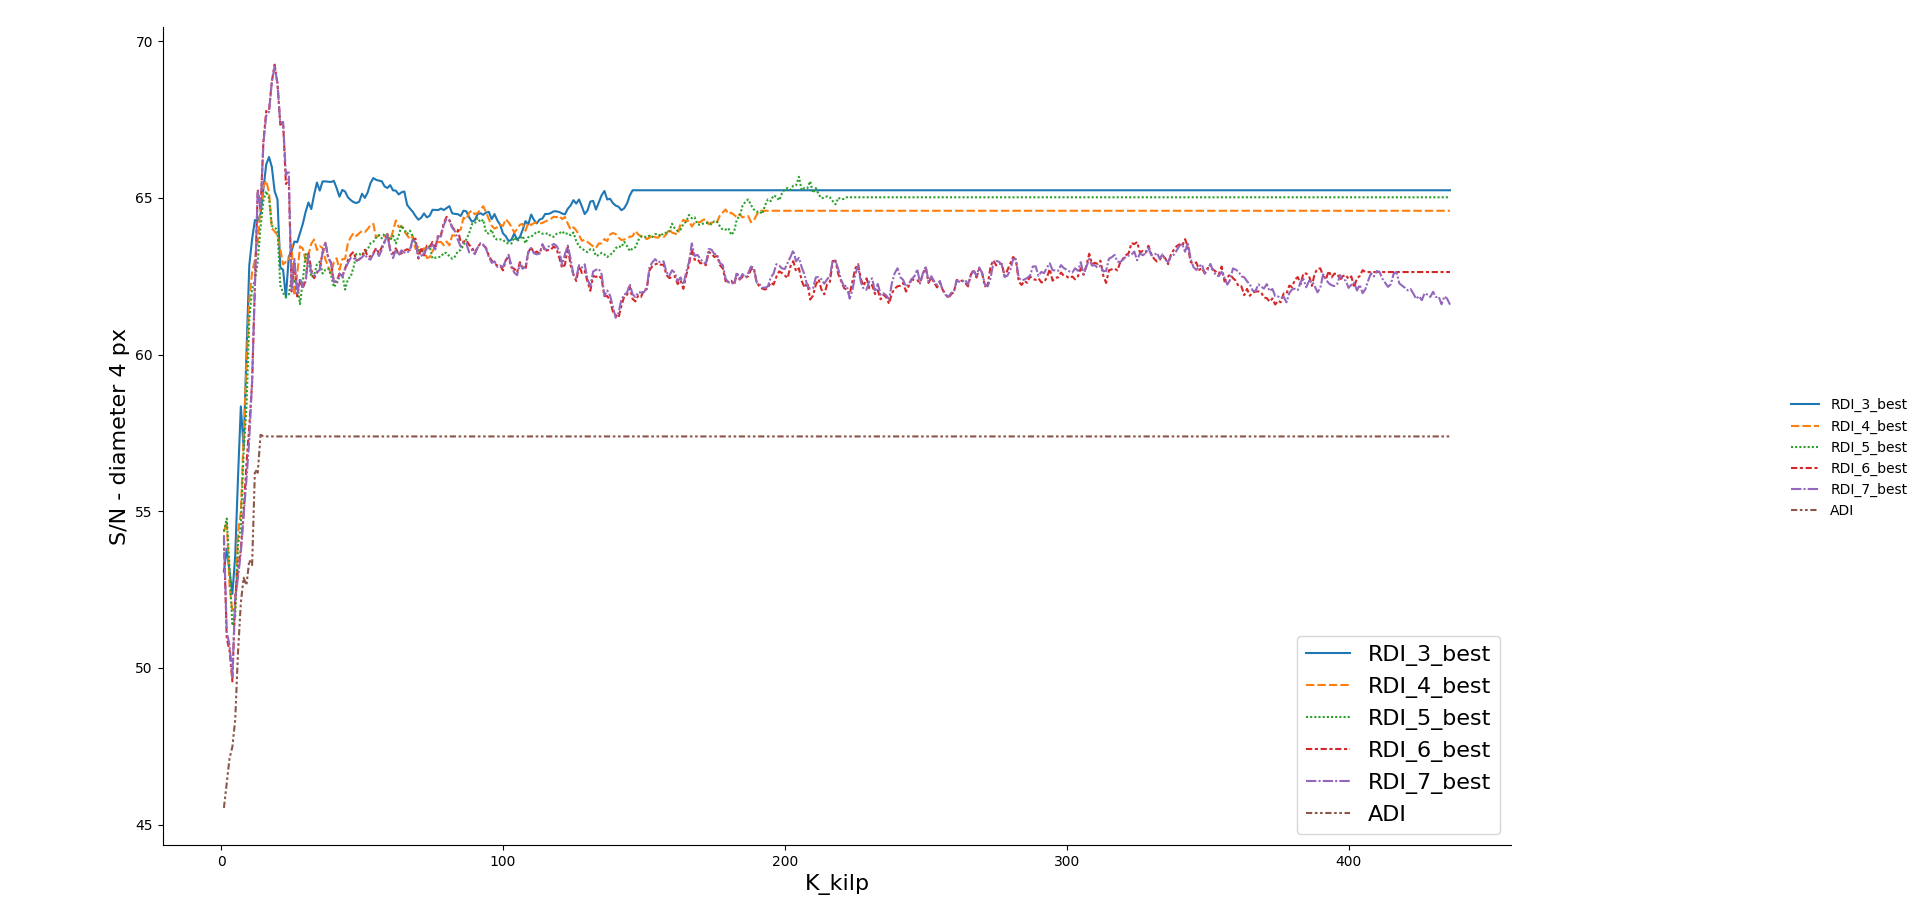 70
65
60
55
50
45
S/N - diameter 4 px
0 100 200 300 400
K_kilp
RDI_3_best
RDI_4_best
RDI_5_best
RDI_6_best
RDI_7_best
ADI
RDI_3_best
RDI_4_best
RDI_5_best
RDI_6_best
RDI_7_best
ADI